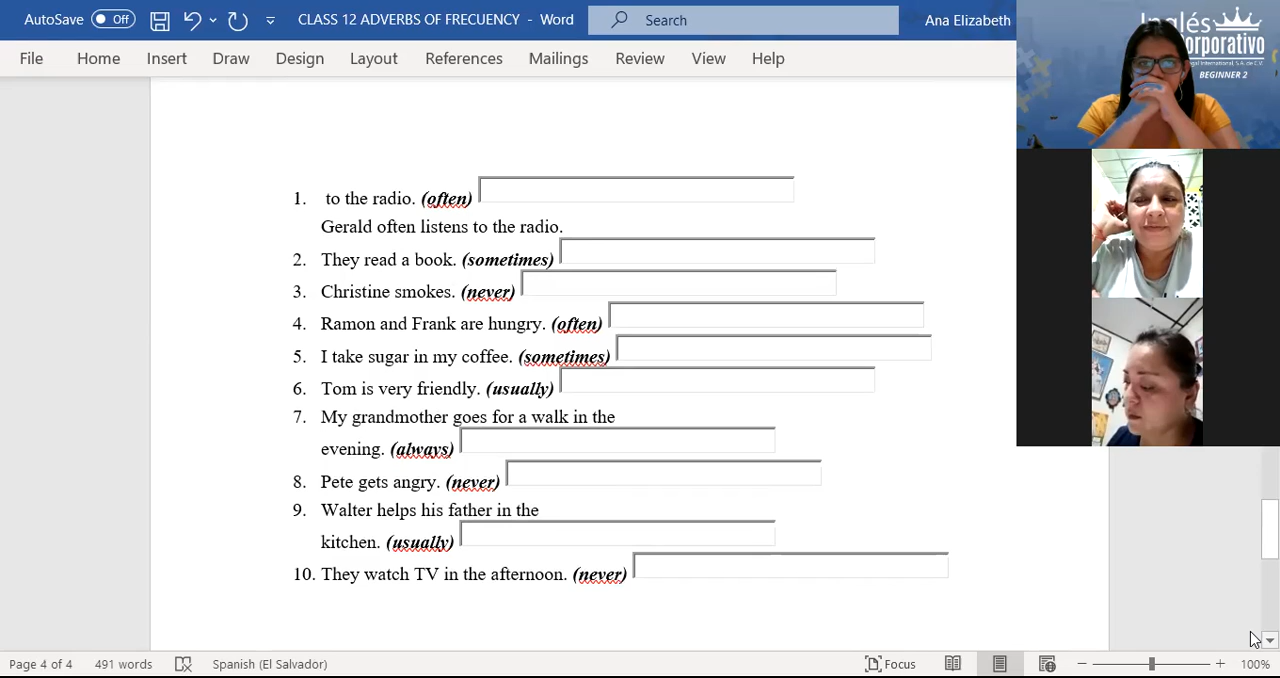 AutoSave Off CLASS 12 ADVERBS OF FRECUENCY - Word Search Ana Elizabeth
File Home Insert Draw Design Layout References Mailings Review View Help
Inglés
Corporativo
BEGINNER 2
1. to the radio. (often)
Gerald often listens to the radio.
2. They read a book. (sometimes)
3. Christine smokes. (never)
4. Ramon and Frank are hungry. (often)
5. I take sugar in my coffee. (sometimes)
6. Tom is very friendly. (usually)
7. My grandmother goes for a walk in the
evening. (always)
8. Pete gets angry. (never)
9. Walter helps his father in the
kitchen. (usually)
10. They watch TV in the afternoon. (never)
Page 4 of 4 491 words Spanish (El Salvador) Focus 100%